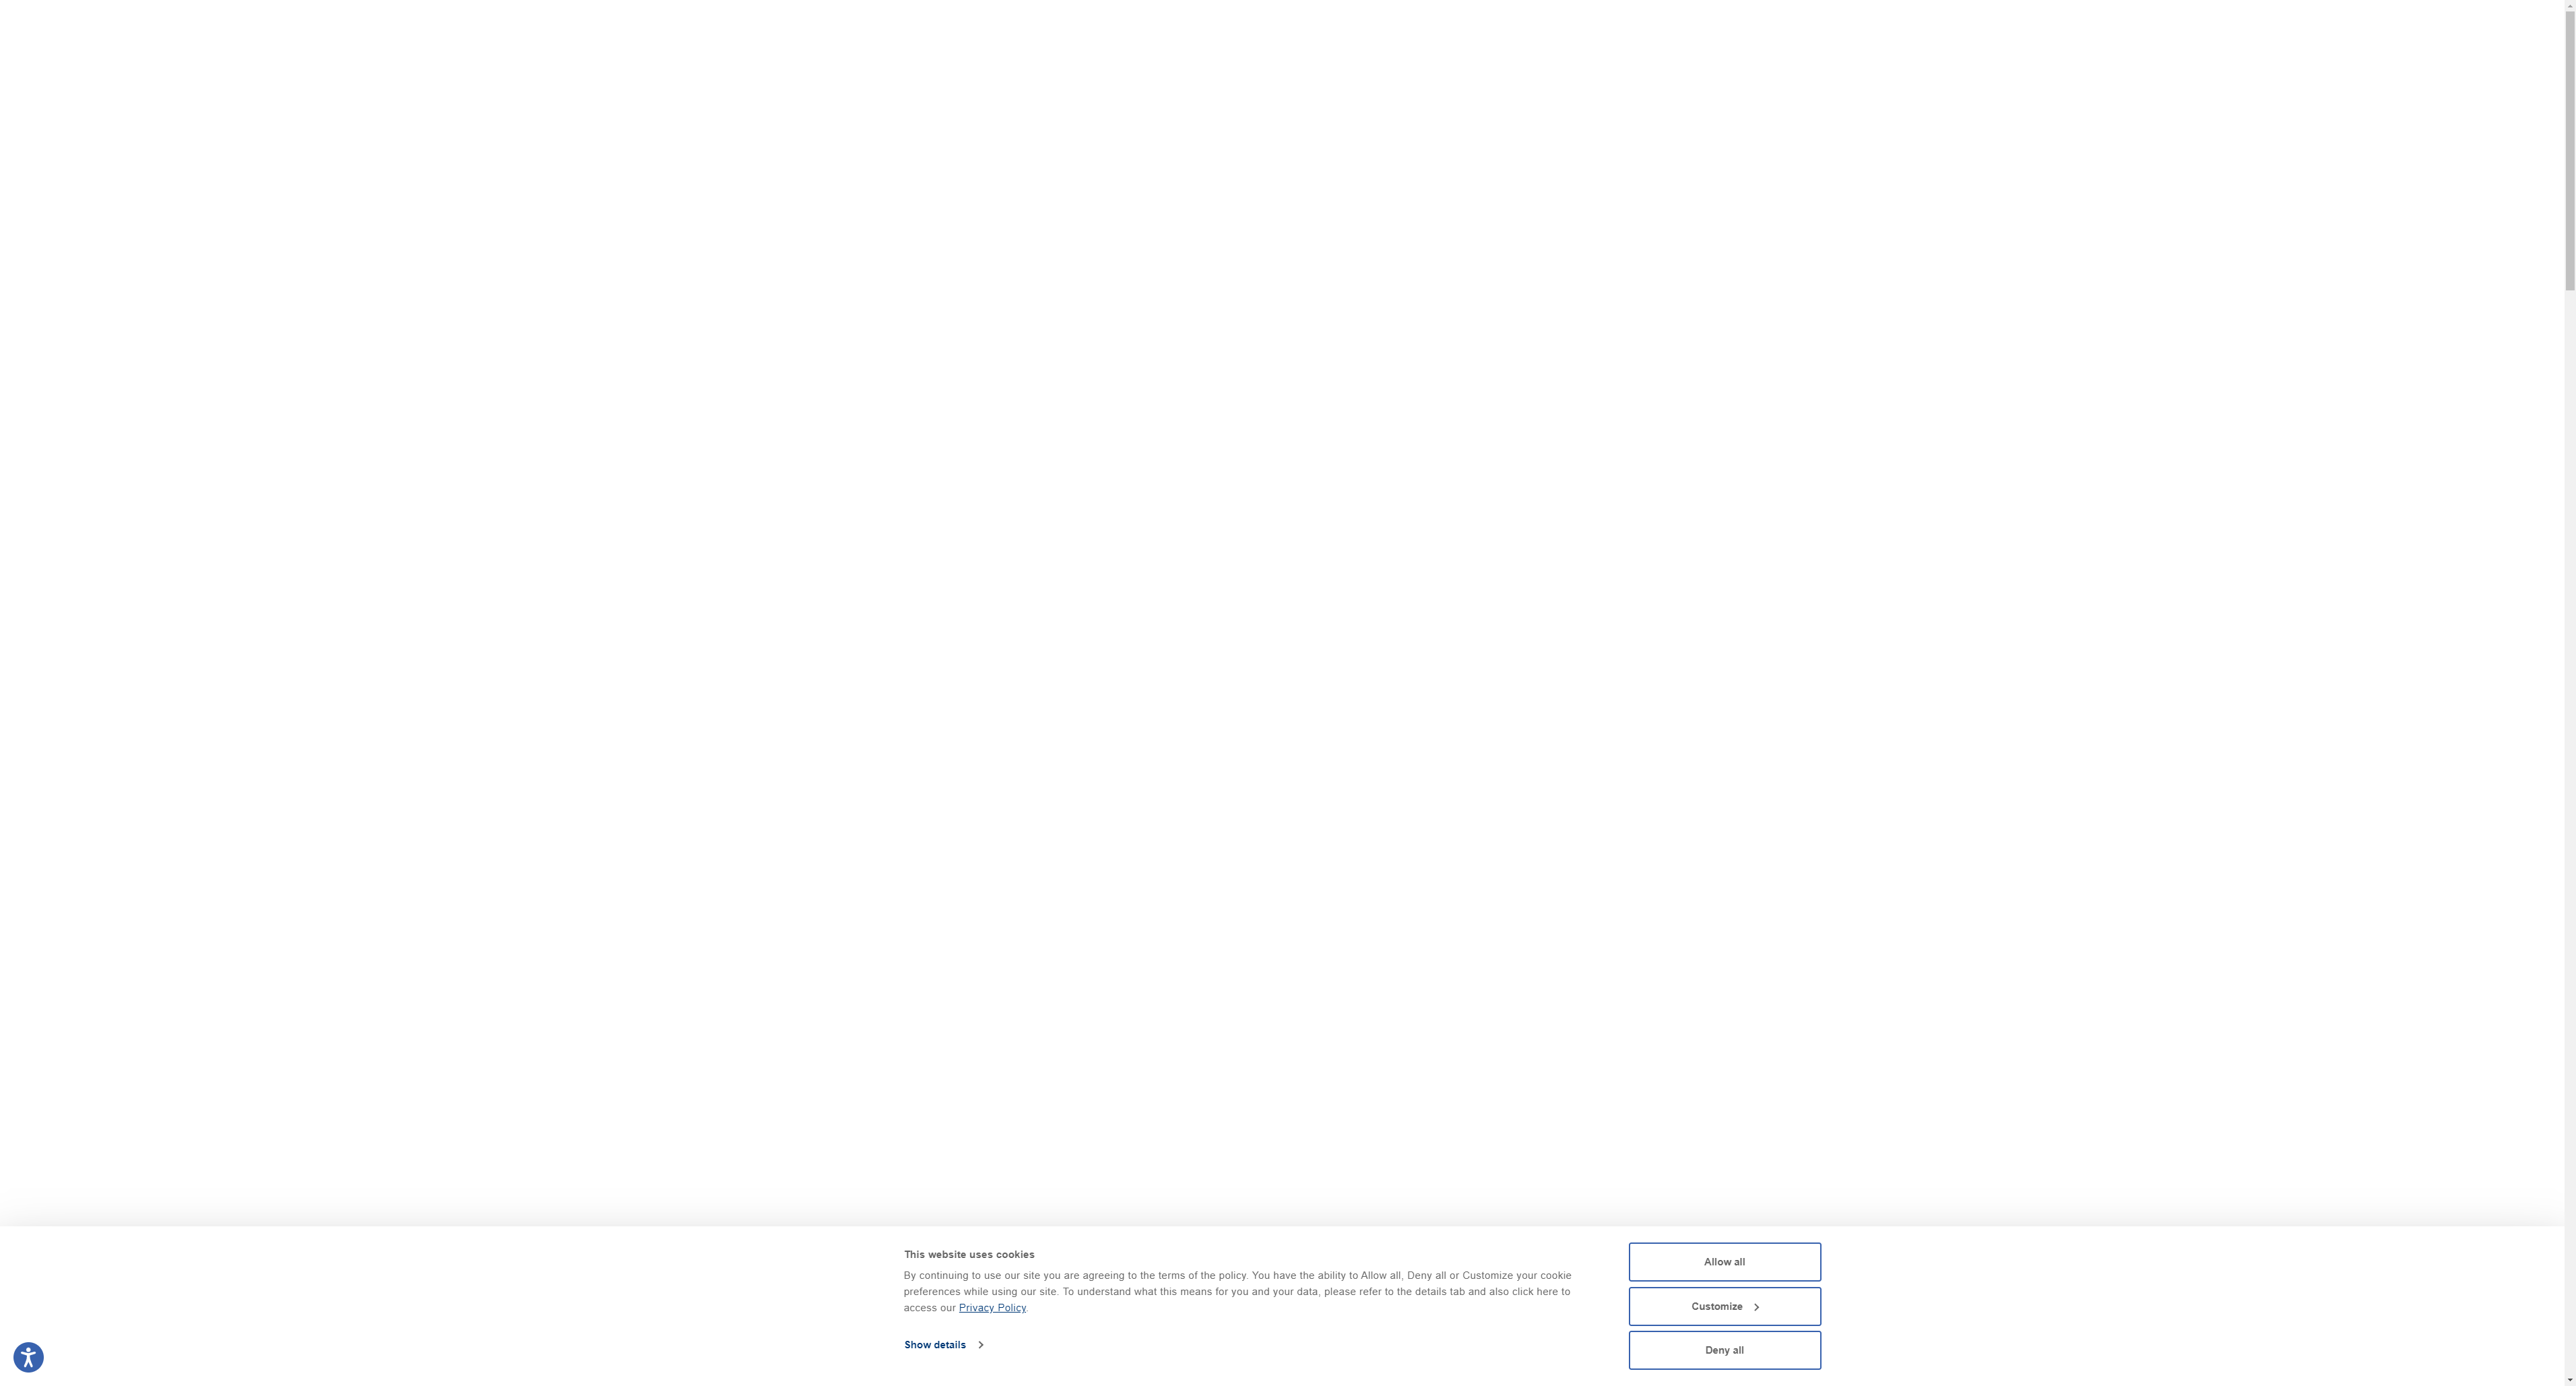 This website uses cookies
By continuing to use our site you are agreeing to the terms of the policy. You have the ability to Allow all, Deny all or Customize your cookie
preferences while using our site. To understand what this means for you and your data, please refer to the details tab and also click here to
access our Privacy Policy.
Show details
Allow all
Customize
Deny all